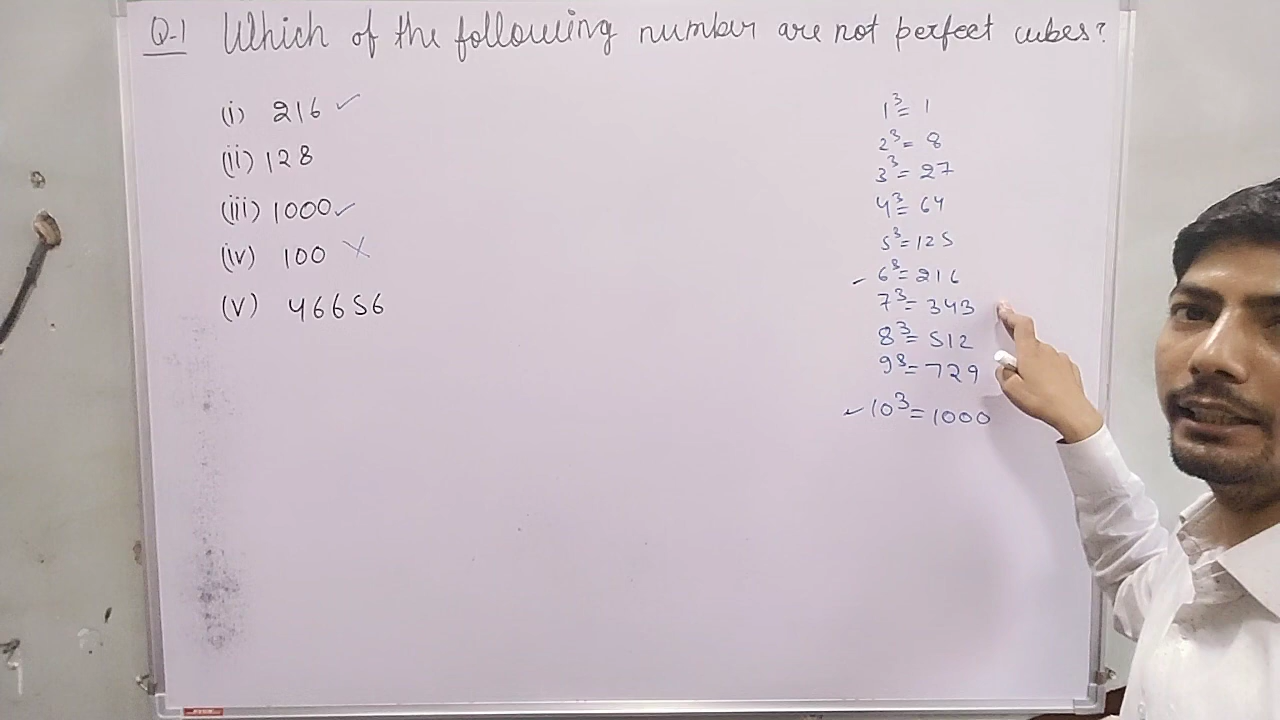 Q-1 Which of the following number are not perfect cubes?
(i) 216 ✓
(ii) 128
(iii) 1000 ✓
(iv) 100 ✗
(v) 46656
1³ = 1
2³ = 8
3³ = 27
4³ = 64
5³ = 125
✓ 6³ = 216
7³ = 343
8³ = 512
9³ = 729
✓ 10³ = 1000